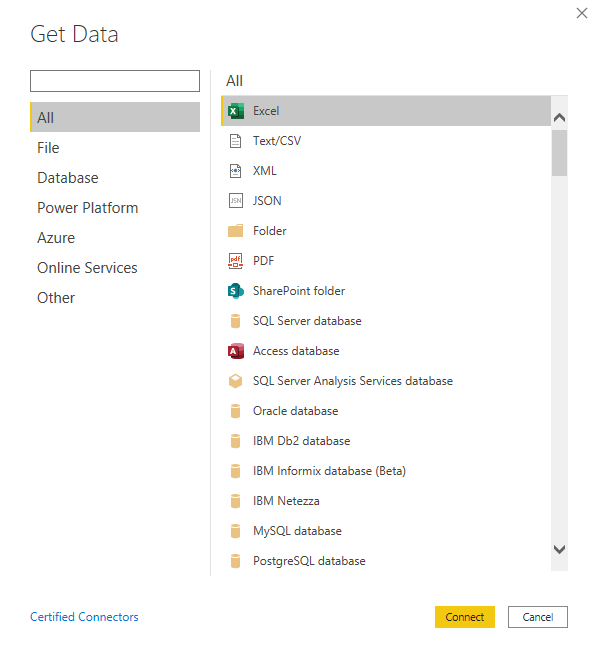 Get Data
All
File
Database
Power Platform
Azure
Online Services
Other
All
Excel
Text/CSV
XML
JSON
Folder
PDF
SharePoint folder
SQL Server database
Access database
SQL Server Analysis Services database
Oracle database
IBM Db2 database
IBM Informix database (Beta)
IBM Netezza
MySQL database
PostgreSQL database
Certified Connectors
Connect
Cancel